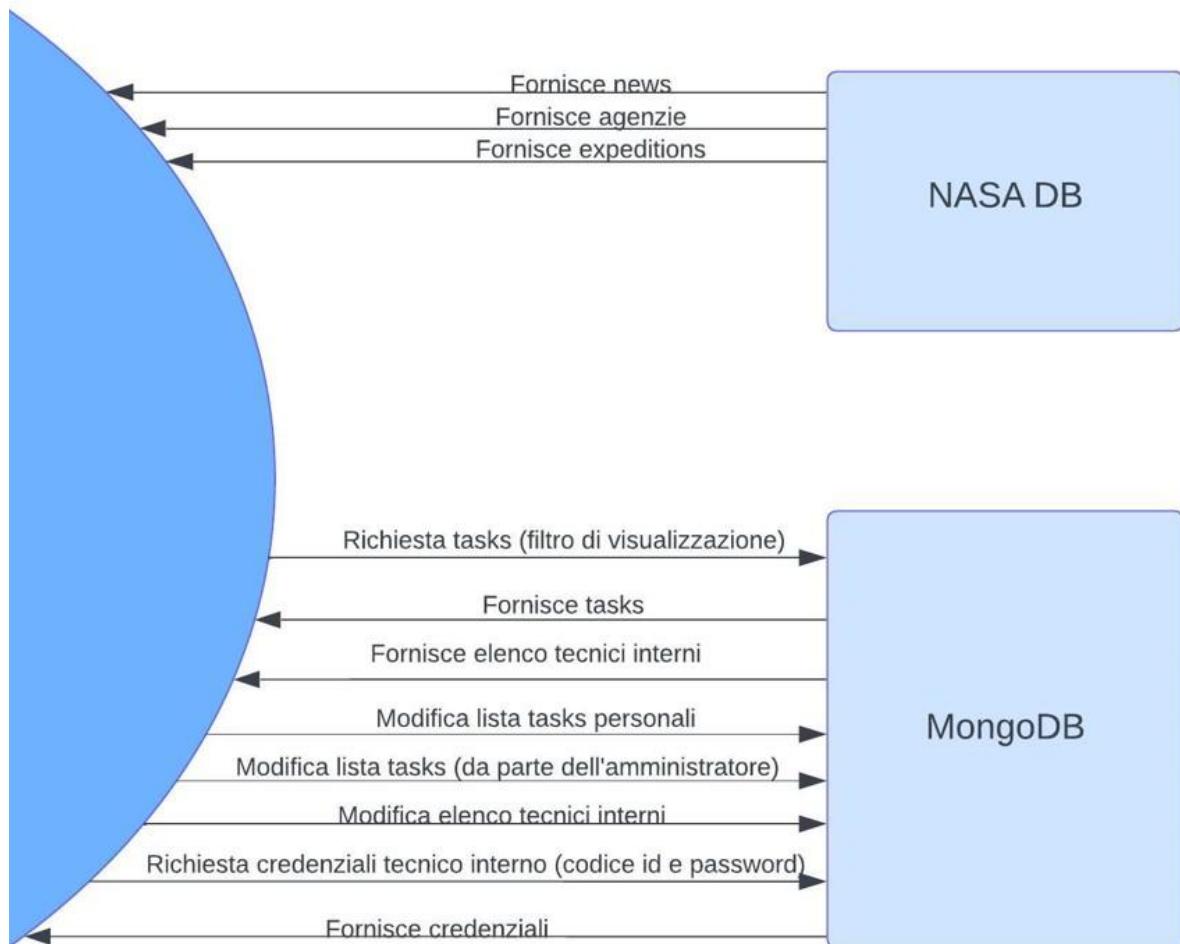 Fornisce news
Fornisce agenzie
Fornisce expeditions
NASA DB
Richiesta tasks (filtro di visualizzazione)
Fornisce tasks
Fornisce elenco tecnici interni
Modifica lista tasks personali
MongoDB
Modifica lista tasks (da parte dell'amministratore)
Modifica elenco tecnici interni
Richiesta credenziali tecnico interno (codice id e password)
Fornisce credenziali